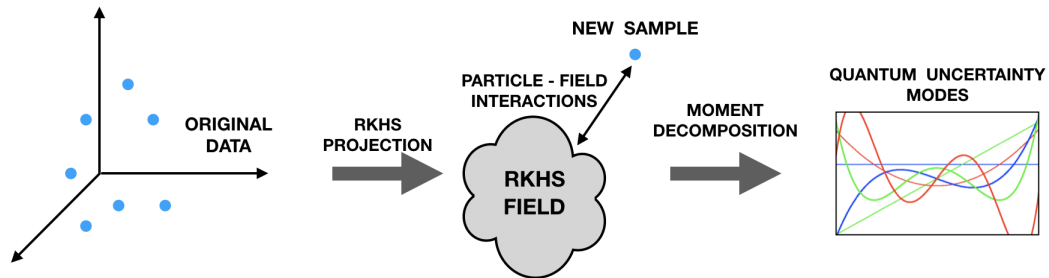 ORIGINAL
DATA
RKHS
PROJECTION
NEW SAMPLE
PARTICLE - FIELD
INTERACTIONS
RKHS
FIELD
MOMENT
DECOMPOSITION
QUANTUM UNCERTAINTY
MODES